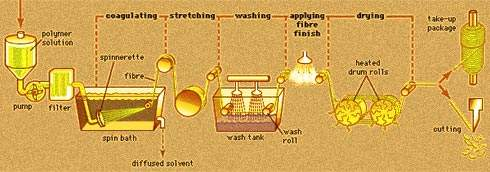 coagulating
stretching
washing
applying
fibre
finish
drying
take-up
package
polymer
solution
spinnerette
fibre
pump
filter
spin bath
diffused solvent
wash tank
wash
roll
heated
drum rolls
cutting